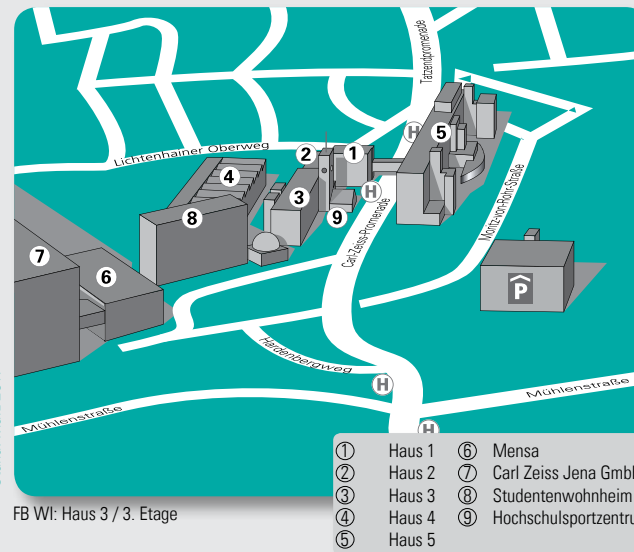 Tatzendpromenade
H
5
Lichtenhainer Oberweg
2
1
4
3
H
8
9
Carl-Zeiss-Promenade
Moritz-von-Rohr-Straße
7
6
P
Hardenbergweg
H
Mühlenstraße
Mühlenstraße
H
1 Haus 1
2 Haus 2
3 Haus 3
4 Haus 4
5 Haus 5
6 Mensa
7 Carl Zeiss Jena
8 Studentenwohnheim
9
FB WI: Haus 3 / 3. Etage